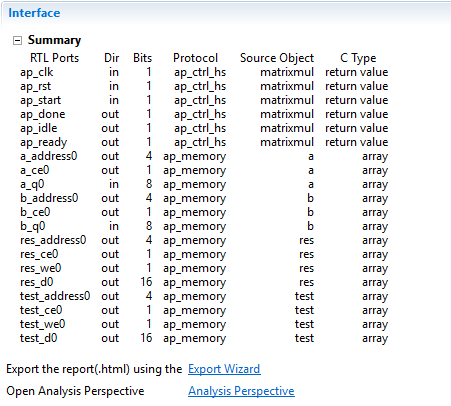 Interface
Summary
RTL Ports Dir Bits Protocol Source Object C Type
ap_clk in 1 ap_ctrl_hs matrixmul return value
ap_rst in 1 ap_ctrl_hs matrixmul return value
ap_start in 1 ap_ctrl_hs matrixmul return value
ap_done out 1 ap_ctrl_hs matrixmul return value
ap_idle out 1 ap_ctrl_hs matrixmul return value
ap_ready out 1 ap_ctrl_hs matrixmul return value
a_address0 out 4 ap_memory a array
a_ce0 out 1 ap_memory a array
a_q0 in 8 ap_memory a array
b_address0 out 4 ap_memory b array
b_ce0 out 1 ap_memory b array
b_q0 in 8 ap_memory b array
res_address0 out 4 ap_memory res array
res_ce0 out 1 ap_memory res array
res_we0 out 1 ap_memory res array
res_d0 out 16 ap_memory res array
test_address0 out 4 ap_memory test array
test_ce0 out 1 ap_memory test array
test_we0 out 1 ap_memory test array
test_d0 out 16 ap_memory test array
Export the report(.html) using the Export Wizard
Open Analysis Perspective Analysis Perspective